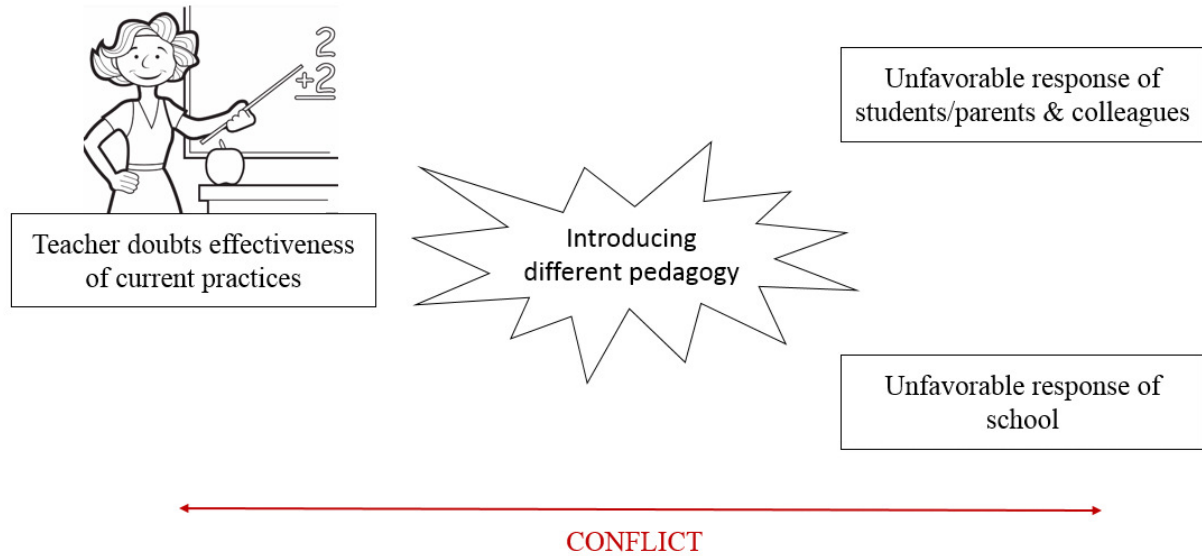 2
+2
Teacher doubts effectiveness
of current practices
Introducing
different pedagogy
Unfavorable response of
students/parents & colleagues
Unfavorable response of
school
CONFLICT